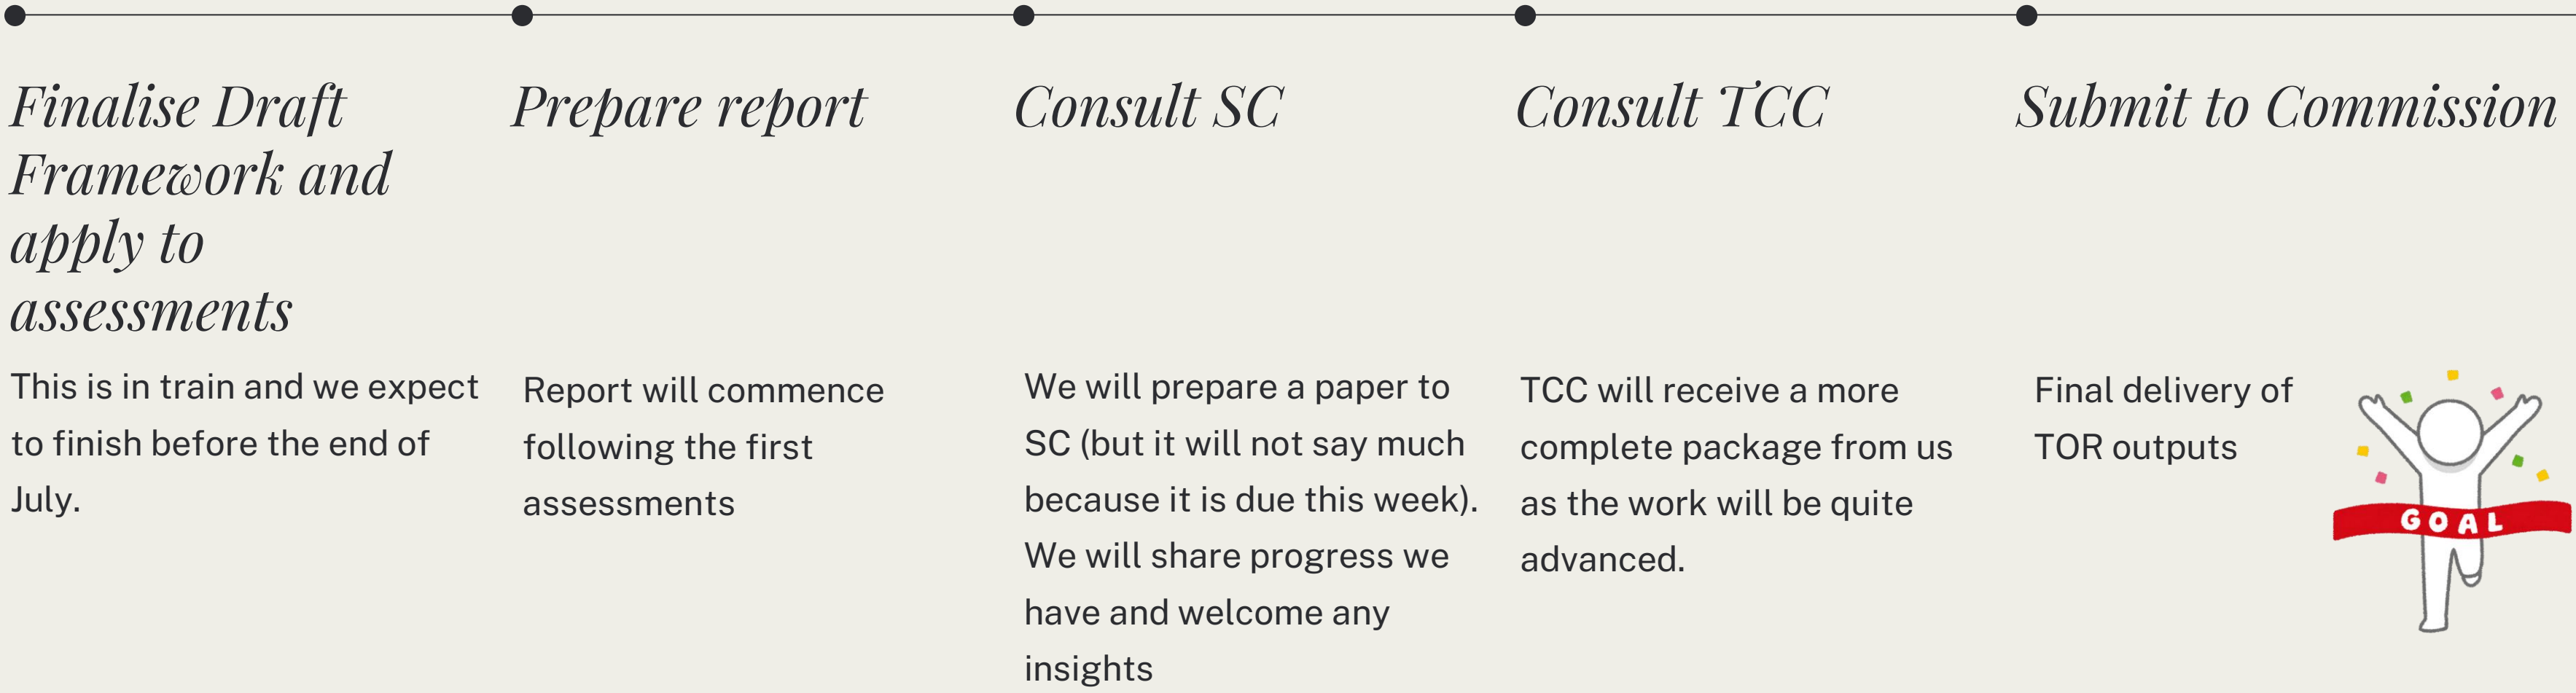 Finalise Draft
Framework and
apply to
assessments
This is in train and we expect
to finish before the end of
July.
Prepare report
Report will commence
following the first
assessments
Consult SC
We will prepare a paper to
SC (but it will not say much
because it is due this week).
We will share progress we
have and welcome any
insights
Consult TCC
TCC will receive a more
complete package from us
as the work will be quite
advanced.
Submit to Commission
Final delivery of
TOR outputs
GOAL